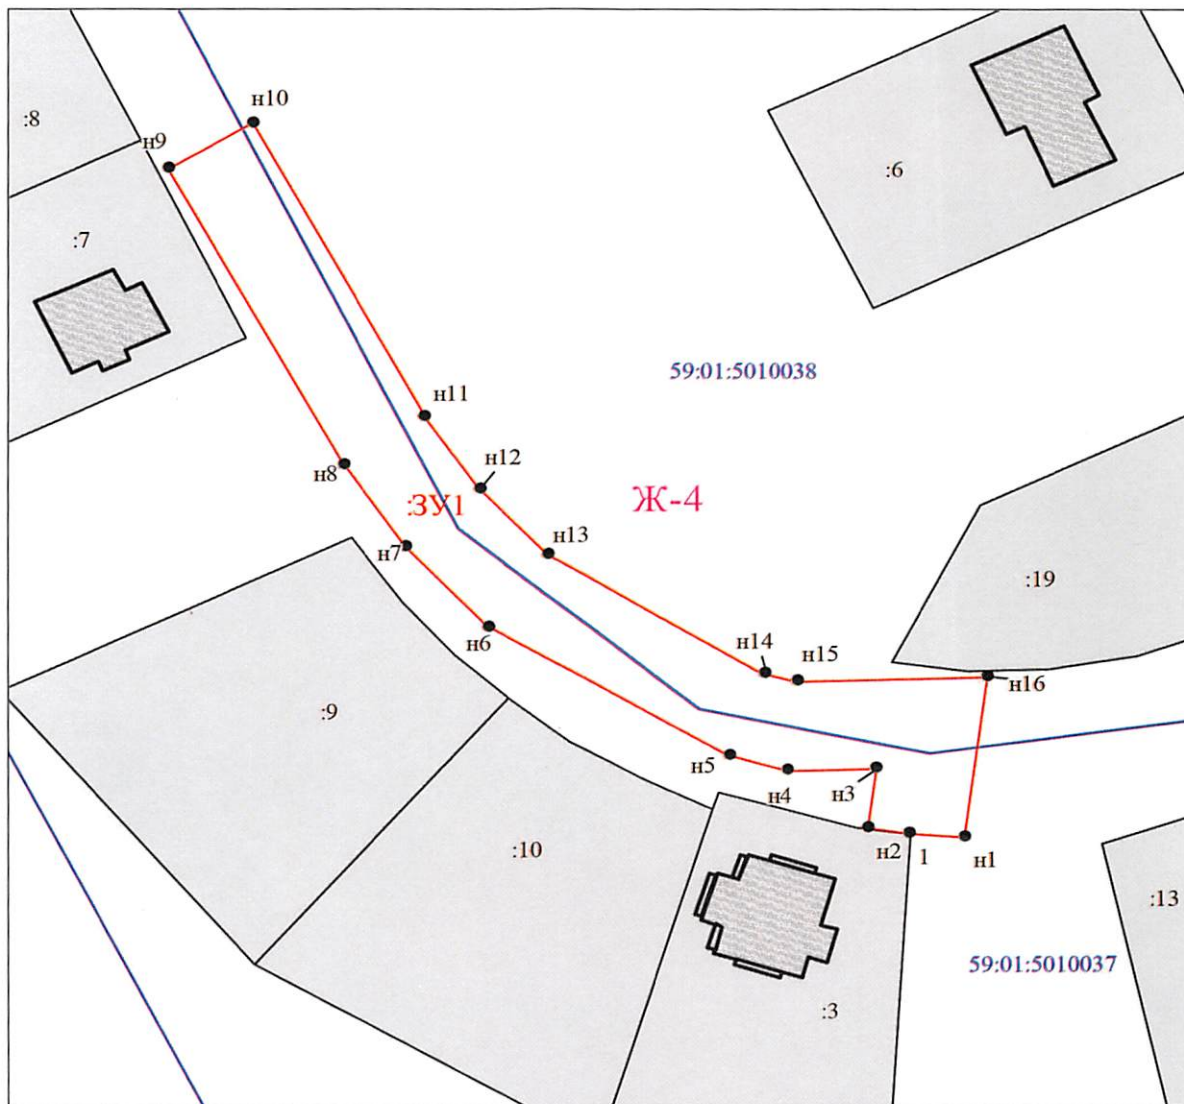 н10
:8
н9
:6
:7
59:01:5010038
н11
н12
н8
:ЗУ1
Ж-4
н13
н7
:19
н6
н14
н15
н16
:9
н5
н4
н3
н2
1
н1
:10
:13
59:01:5010037
:3